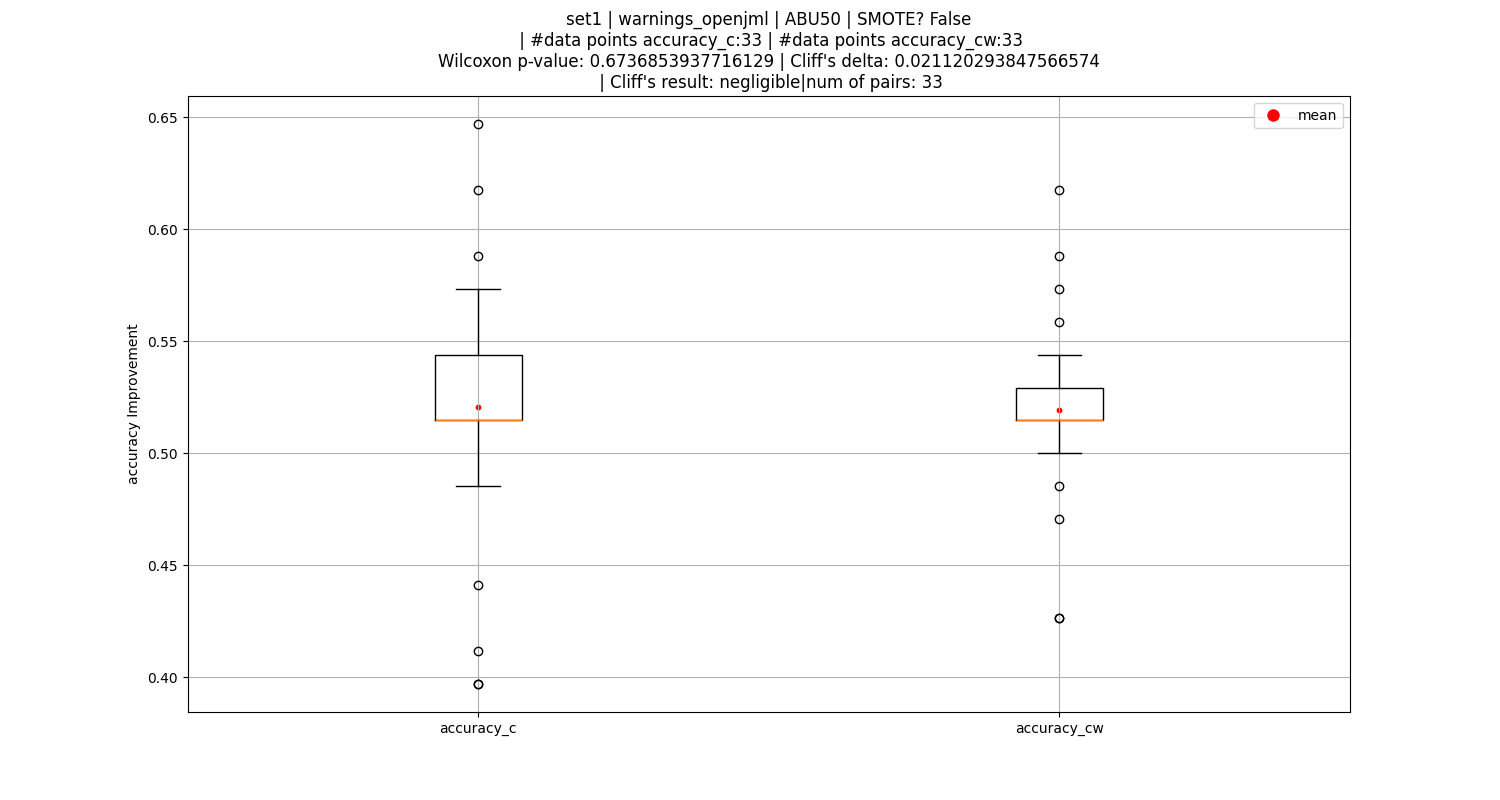 set1 | warnings_openjml | ABU50 | SMOTE? False
| #data points accuracy_c:33 | #data points accuracy_cw:33
Wilcoxon p-value: 0.6736853937716129 | Cliff's delta: 0.021120293847566574
| Cliff's result: negligible|num of pairs: 33
mean
0.65
0.60
0.55
0.50
0.45
0.40
accuracy Improvement
accuracy_c
accuracy_cw